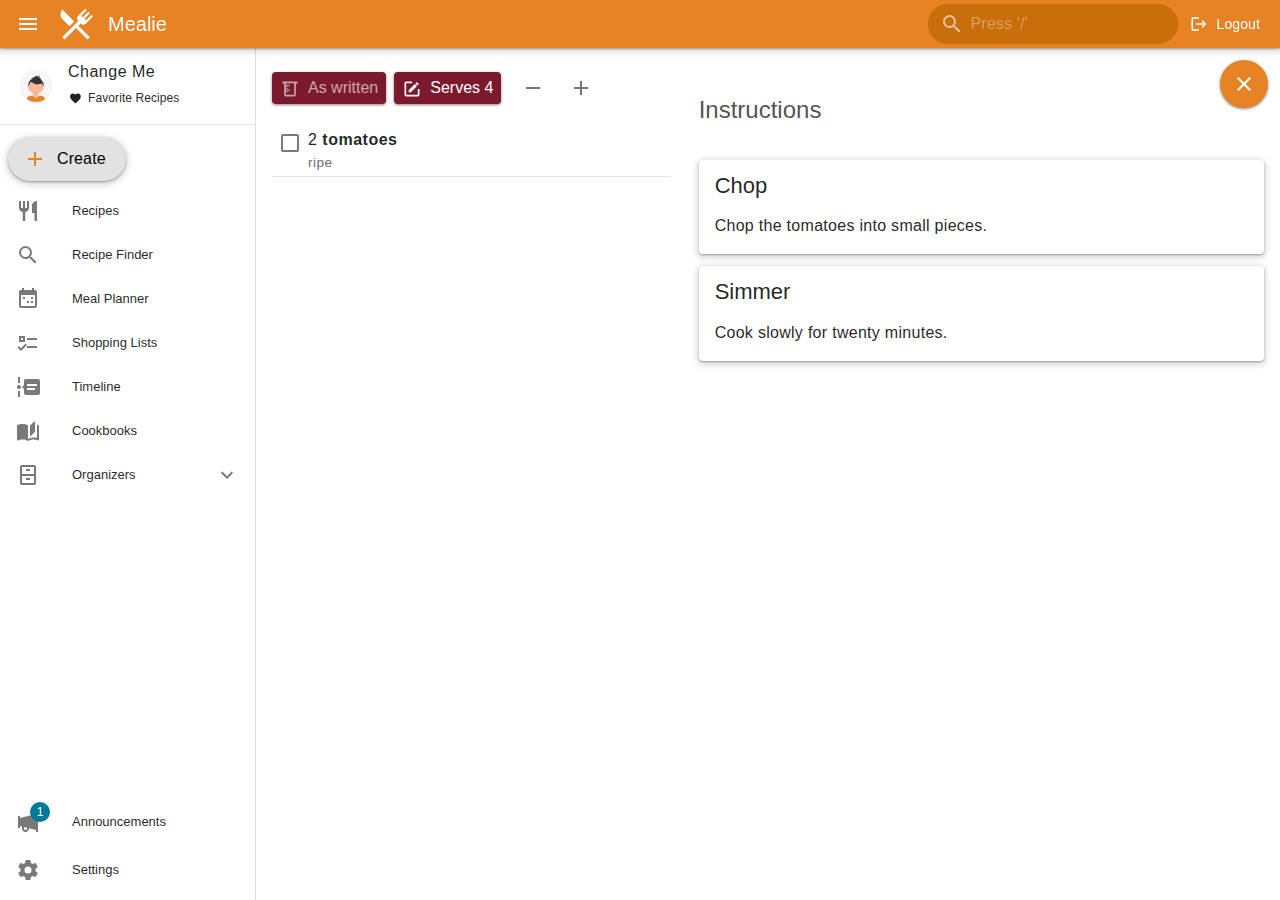 Mealie
Press '/'
Logout
Change Me
Favorite Recipes
Create
Recipes
Recipe Finder
Meal Planner
Shopping Lists
Timeline
Cookbooks
Organizers
1
Announcements
Settings
As written
Serves 4
2 tomatoes
ripe
Instructions
Chop
Chop the tomatoes into small pieces.
Simmer
Cook slowly for twenty minutes.